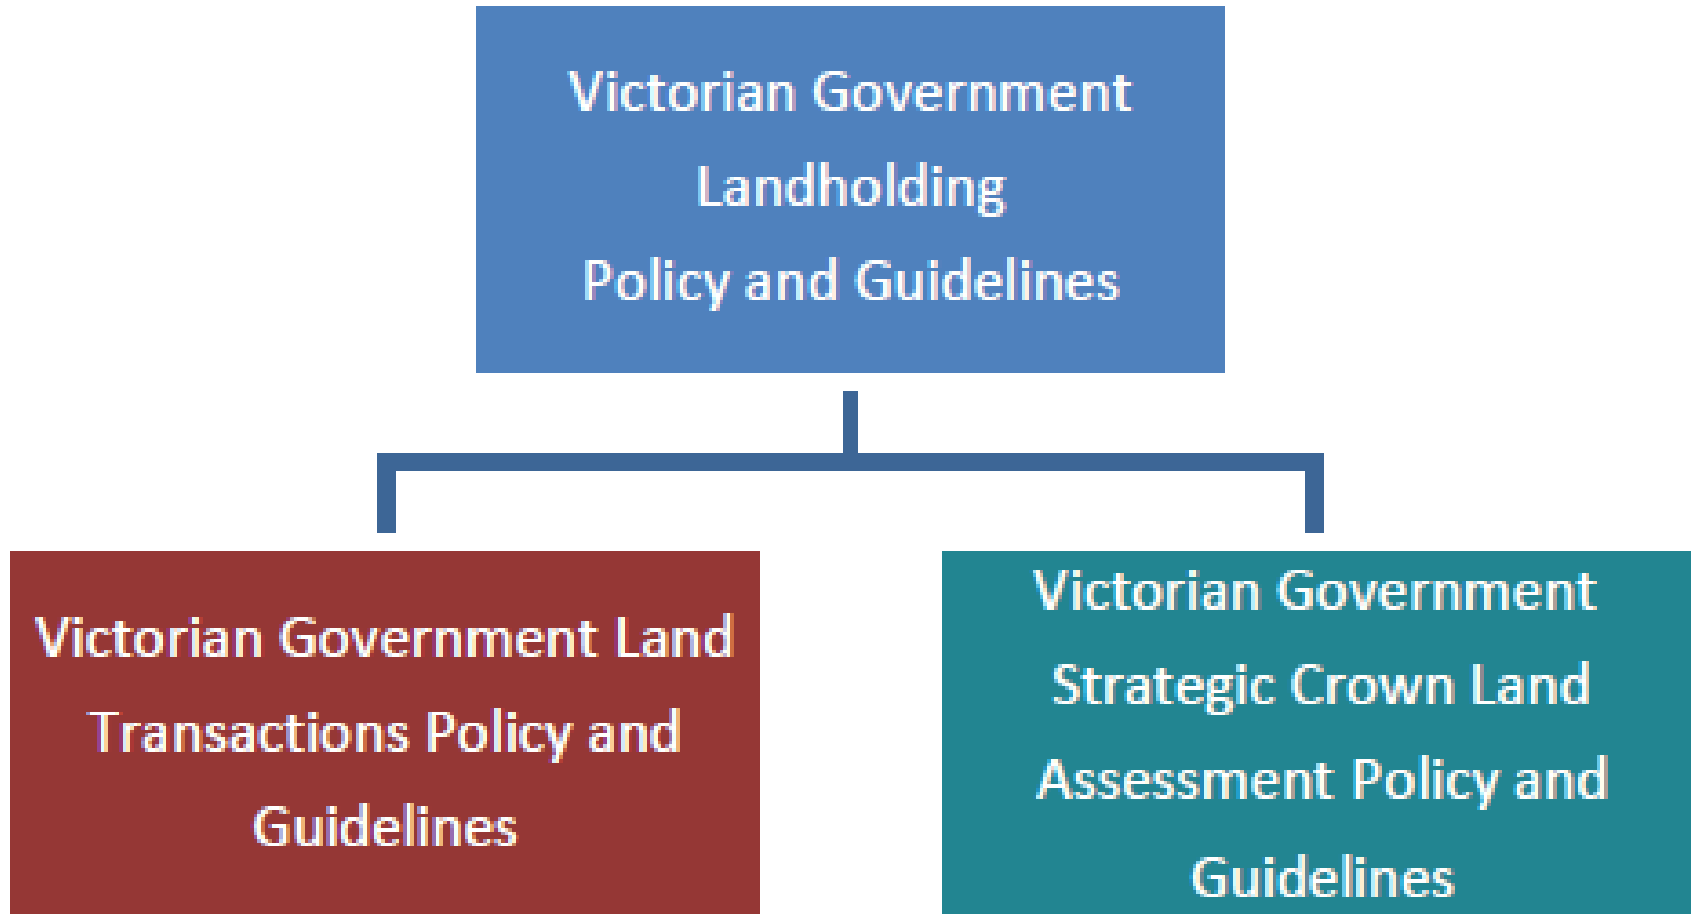 Victorian Government
Landholding
Policy and Guidelines
Victorian Government Land
Transactions Policy and
Guidelines
Victorian Government
Strategic Crown Land
Assessment Policy and
Guidelines